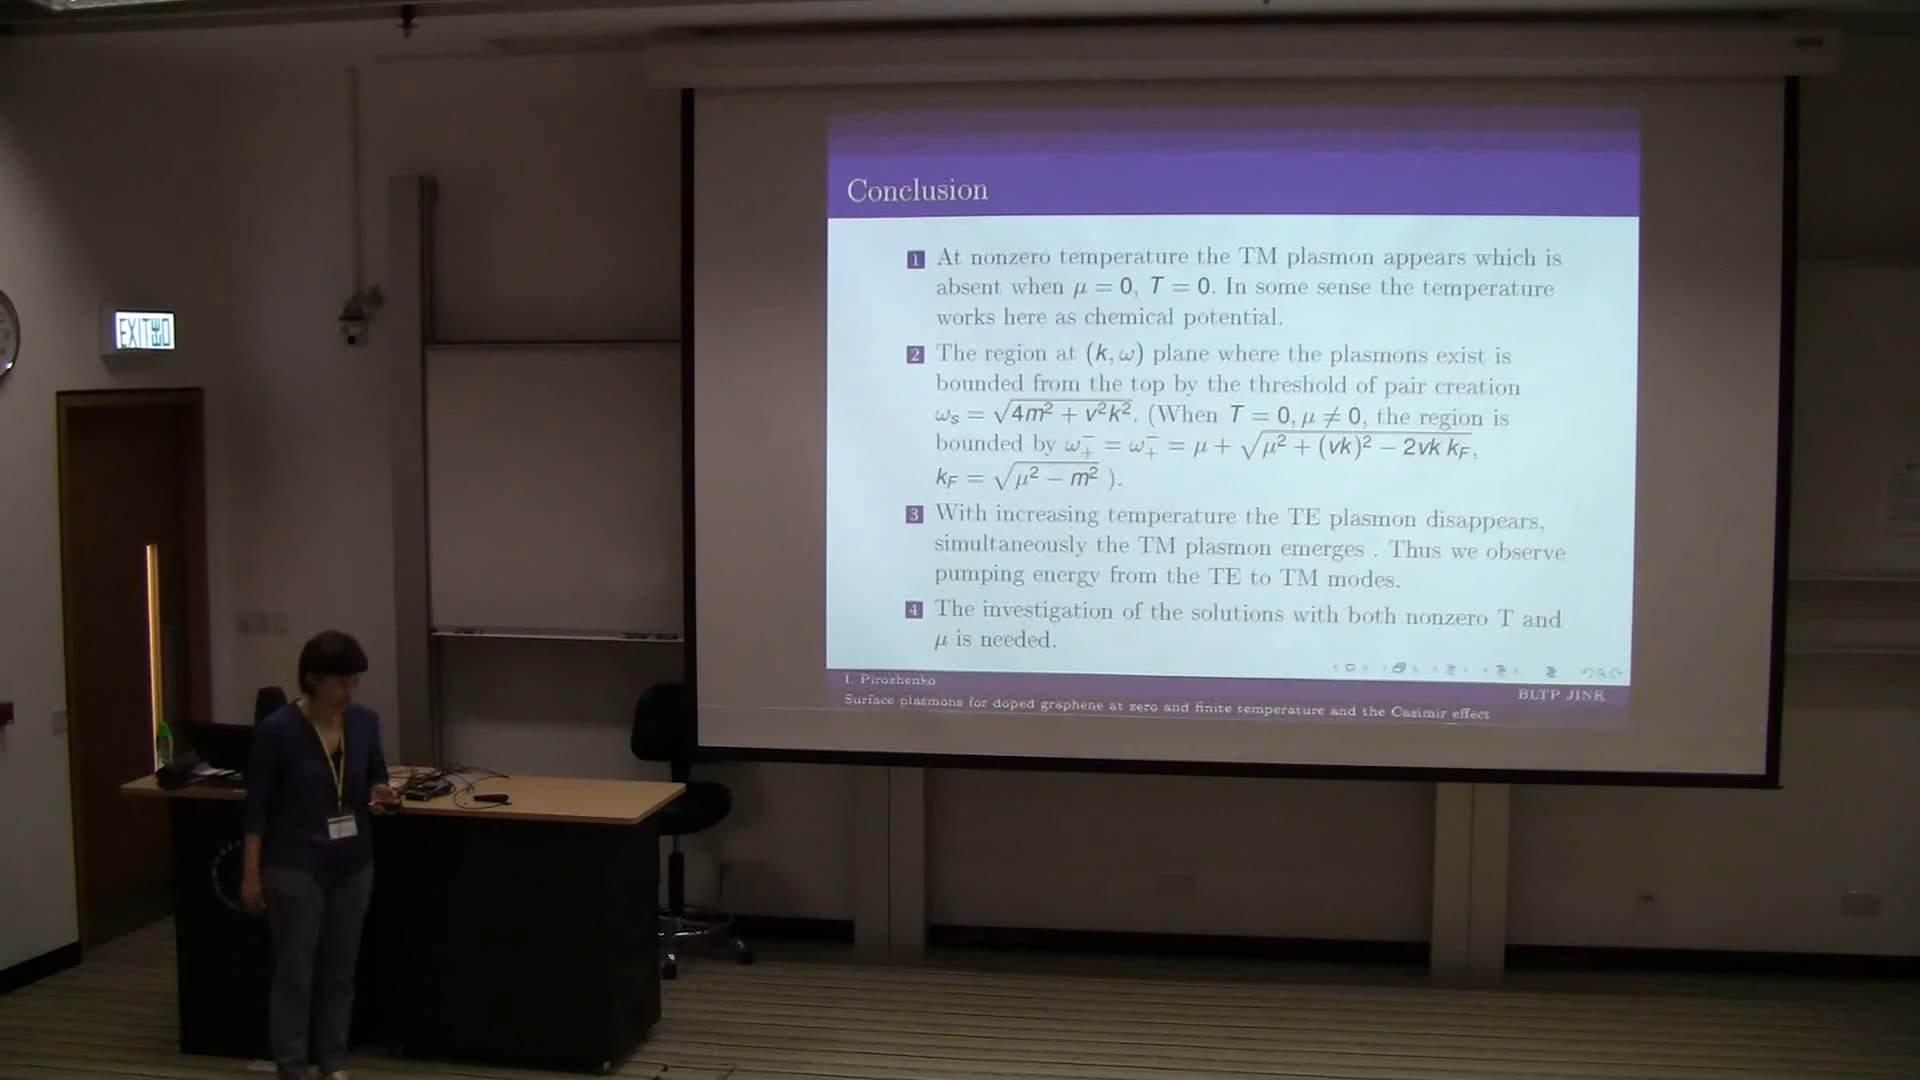 EXIT
Conclusion
1 At nonzero temperature the TM plasmon appears which is
absent when μ = 0, T = 0. In some sense the temperature
works here as chemical potential.
2 The region at (k, ω) plane where the plasmons exist is
bounded from the top by the threshold of pair creation
ωₛ = √(4m² + v²k²). (When T = 0, μ ≠ 0, the region is
bounded by ω₊⁻ = ω₊⁻ = μ + √(μ² + (vk)² − 2vk k_F),
k_F = √(μ² − m²) ).
3 With increasing temperature the TE plasmon disappears,
simultaneously the TM plasmon emerges . Thus we observe
pumping energy from the TE to TM modes.
4 The investigation of the solutions with both nonzero T and
μ is needed.
I. Pirozhenko
BLTP JINR
Surface plasmons for doped graphene at zero and finite temperature and the Casimir effect